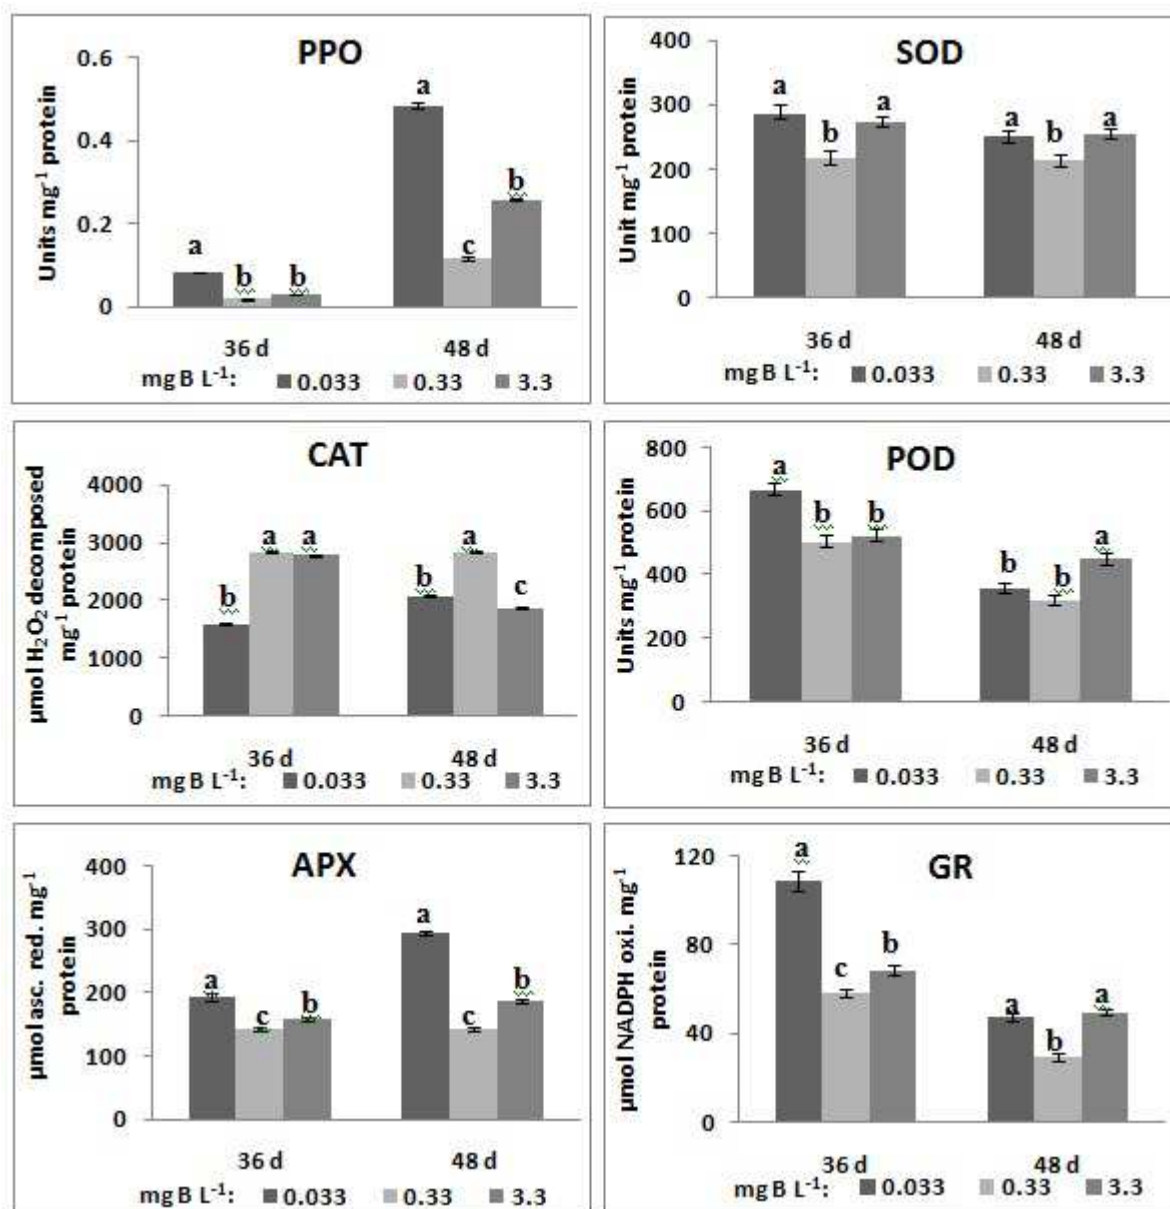 PPO
Units mg⁻¹ protein
0.6
0.4
0.2
0
a
b
b
a
c
b
36 d
48 d
mg B L⁻¹: 0.033 0.33 3.3
SOD
Unit mg⁻¹ protein
400
300
200
100
0
a
b
a
a
b
a
36 d
48 d
mg B L⁻¹: 0.033 0.33 3.3
CAT
µmol H₂O₂ decomposed
mg⁻¹ protein
4000
3000
2000
1000
0
b
a
a
b
a
c
36 d
48 d
mg B L⁻¹: 0.033 0.33 3.3
POD
Units mg⁻¹ protein
800
600
400
200
0
a
b
b
b
b
a
36 d
48 d
mg B L⁻¹: 0.033 0.33 3.3
APX
µmol asc. red. mg⁻¹
protein
400
300
200
100
0
a
c
b
a
c
b
36 d
48 d
mg B L⁻¹: 0.033 0.33 3.3
GR
µmol NADPH oxi. mg⁻¹
protein
120
80
40
0
a
c
b
a
b
a
36 d
48 d
mg B L⁻¹: 0.033 0.33 3.3